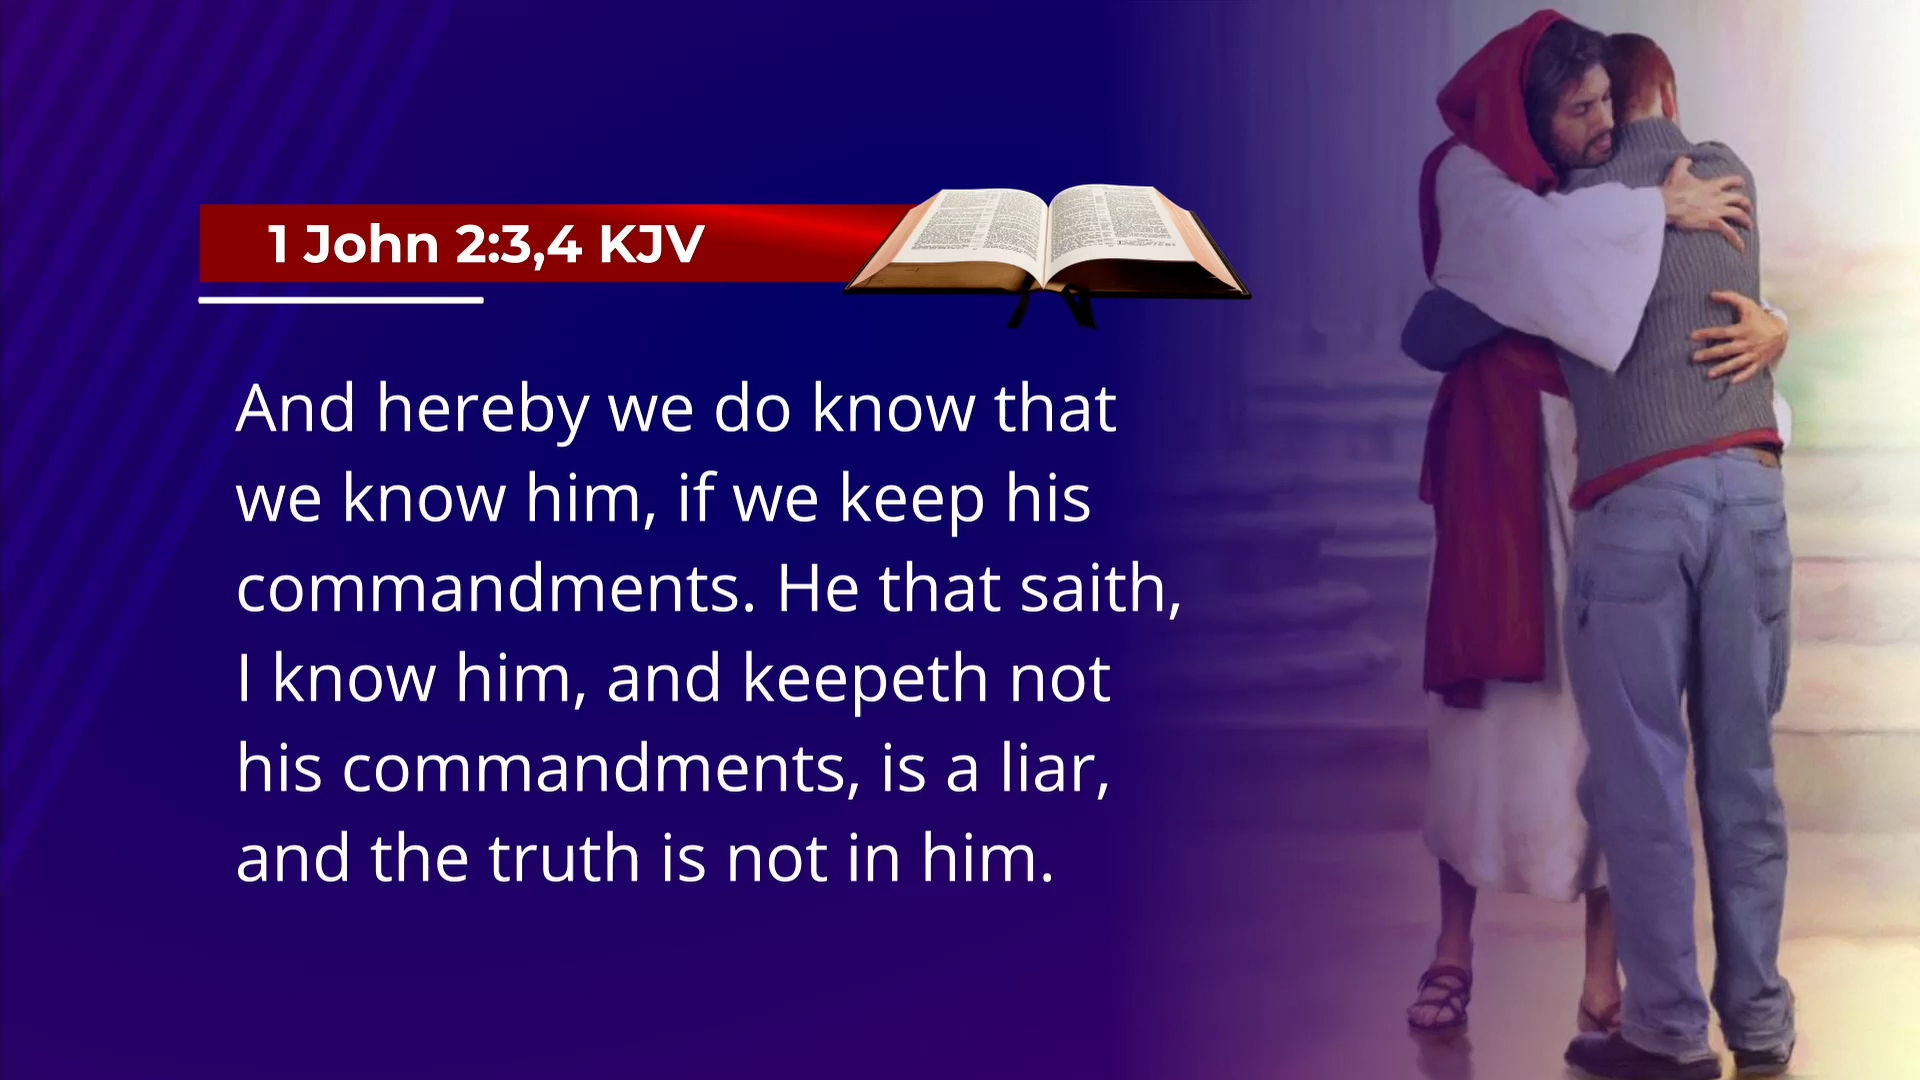 1 John 2:3,4 KJV
And hereby we do know that
we know him, if we keep his
commandments. He that saith,
I know him, and keepeth not
his commandments, is a liar,
and the truth is not in him.